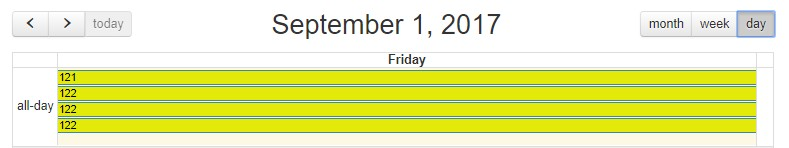 today
September 1, 2017
month week day
Friday
all-day
121
122
122
122